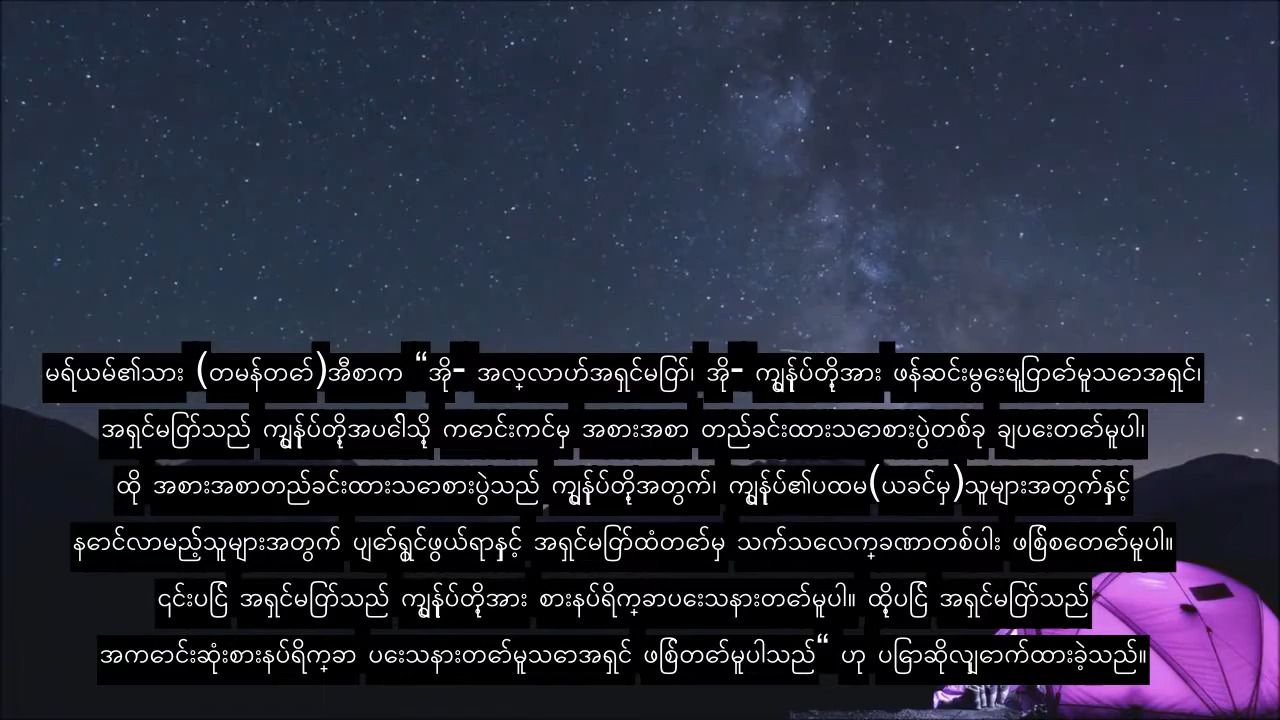 မရ်ယမ်၏သား (တမန်တော်)အီစာက “အို- အလ္လာဟ်အရှင်မြတ်၊ အို- ကျွန်ုပ်တို့အား ဖန်ဆင်းမွေးမြူတော်မူသောအရှင်၊
အရှင်မြတ်သည် ကျွန်ုပ်တို့အပေါ်သို့ ကောင်းကင်မှ အစားအစာ တည်ခင်းထားသောစားပွဲတစ်ခု ချပေးတော်မူပါ၊
ထို အစားအစာတည်ခင်းထားသောစားပွဲသည် ကျွန်ုပ်တို့အတွက်၊ ကျွန်ုပ်၏ပထမ(ယခင်မှ)သူများအတွက်နှင့်
နောင်လာမည့်သူများအတွက် ပျော်ရွှင်ဖွယ်ရာနှင့် အရှင်မြတ်ထံတော်မှ သက်သေလက္ခဏာတစ်ပါး ဖြစ်စေတော်မူပါ။
၎င်းပြင် အရှင်မြတ်သည် ကျွန်ုပ်တို့အား စားနပ်ရိက္ခာပေးသနားတော်မူပါ။ ထို့ပြင် အရှင်မြတ်သည်
အကောင်းဆုံးစားနပ်ရိက္ခာ ပေးသနားတော်မူသောအရှင် ဖြစ်တော်မူပါသည်“ ဟု ပြောဆိုလျှောက်ထားခဲ့သည်။